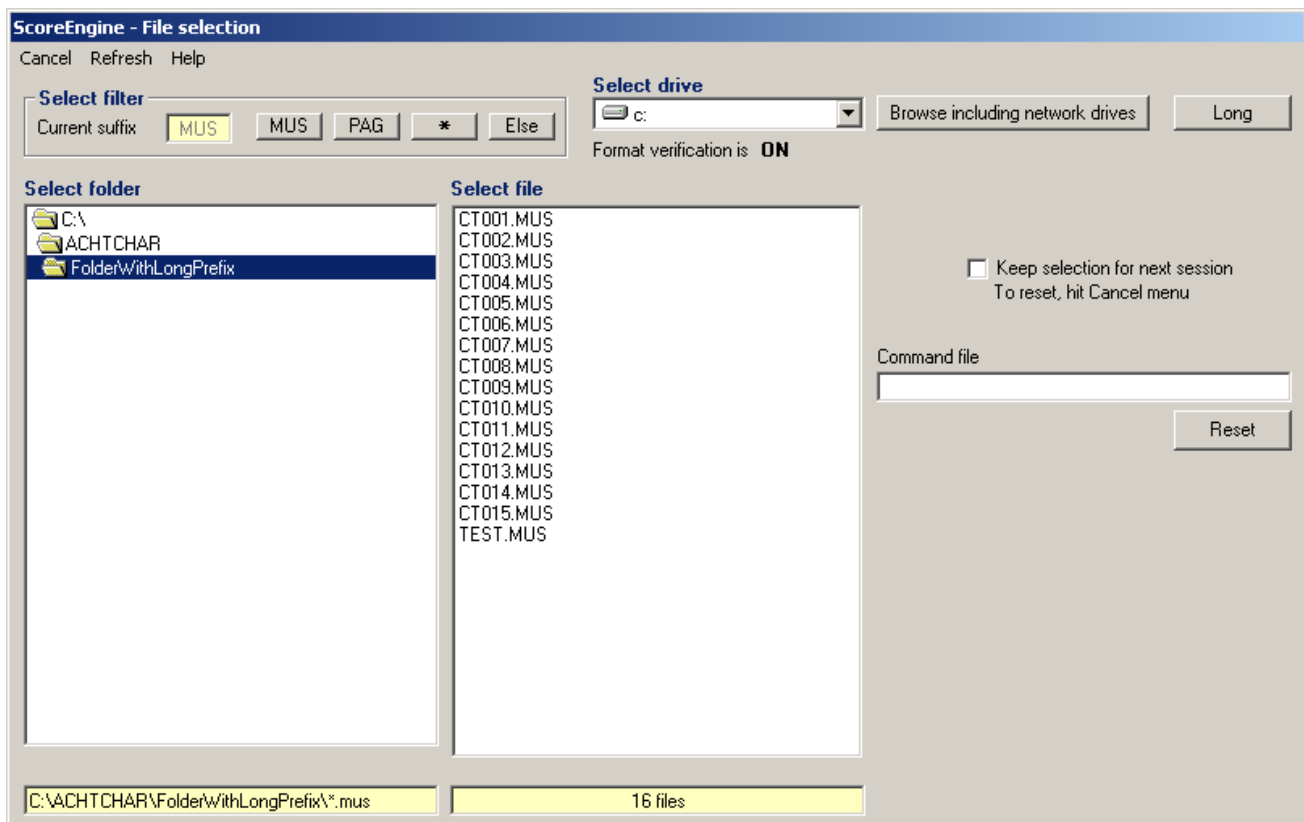 ScoreEngine - File selection
Cancel Refresh Help
Select filter
Current suffix MUS MUS PAG * Else
Select drive
c:
Browse including network drives
Long
Format verification is ON
Select folder
C:\
ACHTCHAR
FolderWithLongPrefix
C:\ACHTCHAR\FolderWithLongPrefix\*.mus
Select file
CT001.MUS
CT002.MUS
CT003.MUS
CT004.MUS
CT005.MUS
CT006.MUS
CT007.MUS
CT008.MUS
CT009.MUS
CT010.MUS
CT011.MUS
CT012.MUS
CT013.MUS
CT014.MUS
CT015.MUS
TEST.MUS
16 files
Keep selection for next session
To reset, hit Cancel menu
Command file
Reset